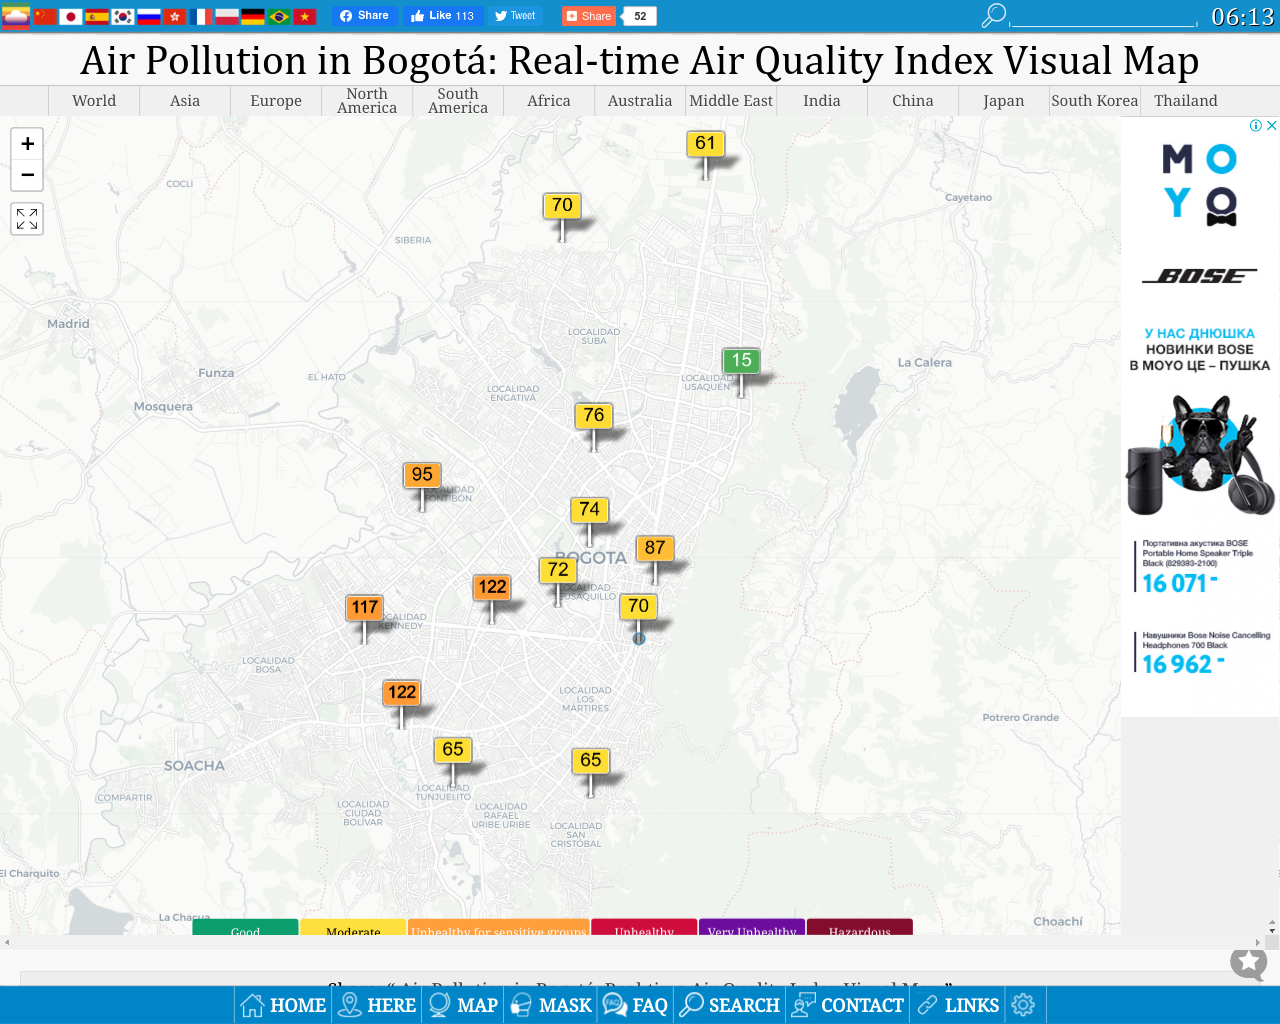 Share
Like 113
Tweet
Share
52
06:13
Air Pollution in Bogotá: Real-time Air Quality Index Visual Map
World
Asia
Europe
North America
South America
Africa
Australia
Middle East
India
China
Japan
South Korea
Thailand
+
−
61
COCLI
70
Cayetano
SIBERIA
Madrid
LOCALIDAD
SUBA
15
La Calera
Funza
EL HATO
LOCALIDAD
USAQUÉN
LOCALIDAD
ENGATIVÁ
Mosquera
76
95
74
87
BOGOTA
72
122
70
117
LOCALIDAD
KENNEDY
LOCALIDAD
BOSA
122
LOCALIDAD
LOS
MARTIRES
Potrero Grande
65
65
SOACHA
COMPARTIR
LOCALIDAD
TUNJUELITO
LOCALIDAD
CIUDAD
BOLÍVAR
LOCALIDAD
RAFAEL
URIBE URIBE
LOCALIDAD
SAN
CRISTÓBAL
El Charquito
La Chacua
Choachí
Good
Moderate
Unhealthy for sensitive groups
Unhealthy
Very Unhealthy
Hazardous
MOYO
BOSE
У НАС ДНЮШКА
НОВИНКИ BOSE
В MOYO ЦЕ – ПУШКА
Портативна акустика BOSE
Portable Home Speaker Triple
Black (829393-2100)
16 071-
Навушники Bose Noise Cancelling
Headphones 700 Black
16 962-
HOME
HERE
MAP
MASK
FAQ
FAQ
SEARCH
CONTACT
LINKS